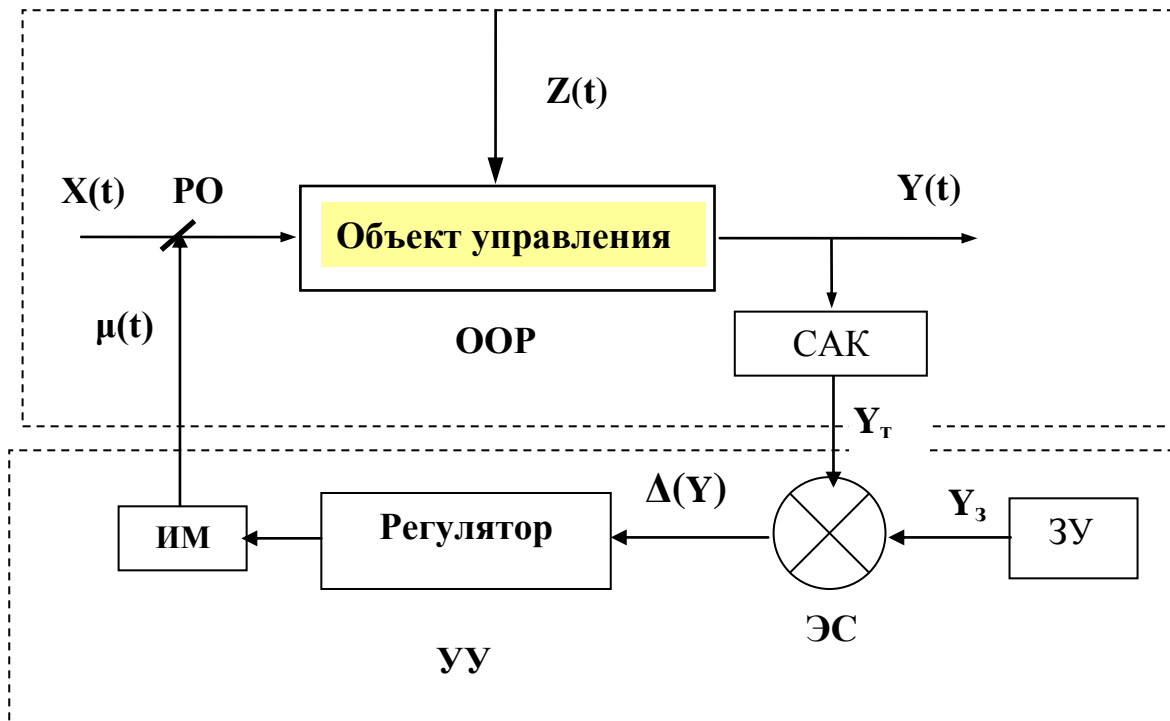 Z(t)
X(t)
РО
Y(t)
Объект управления
μ(t)
ООР
САК
Yт
Δ(Y)
Yз
ИМ
Регулятор
ЗУ
ЭС
УУ